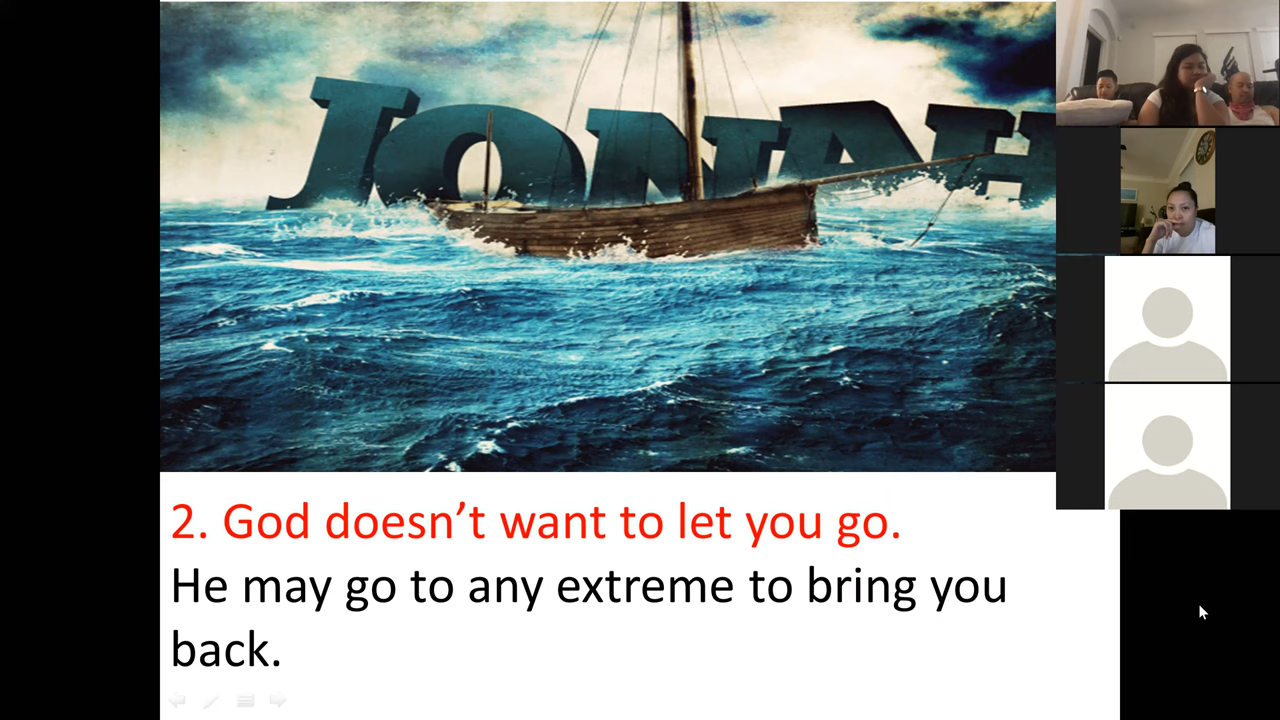 JONAH
2. God doesn’t want to let you go.
He may go to any extreme to bring you
back.